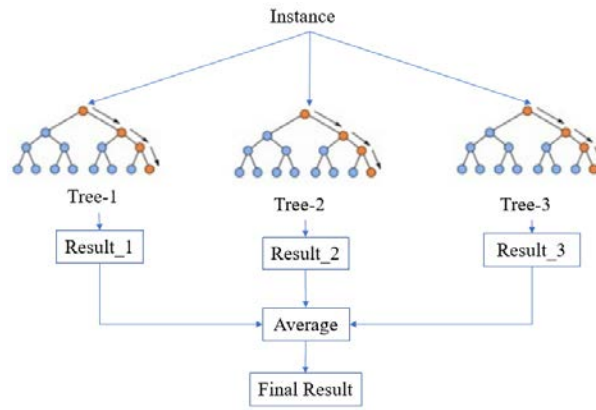 Instance
Tree-1
Tree-2
Tree-3
Result_1
Result_2
Result_3
Average
Final Result